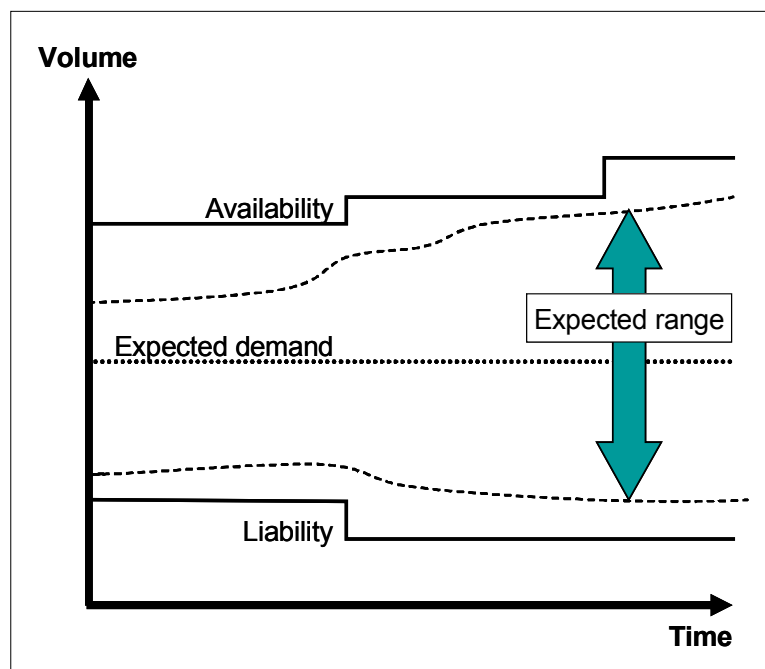 Volume
Availability
Expected range
Expected demand
Liability
Time